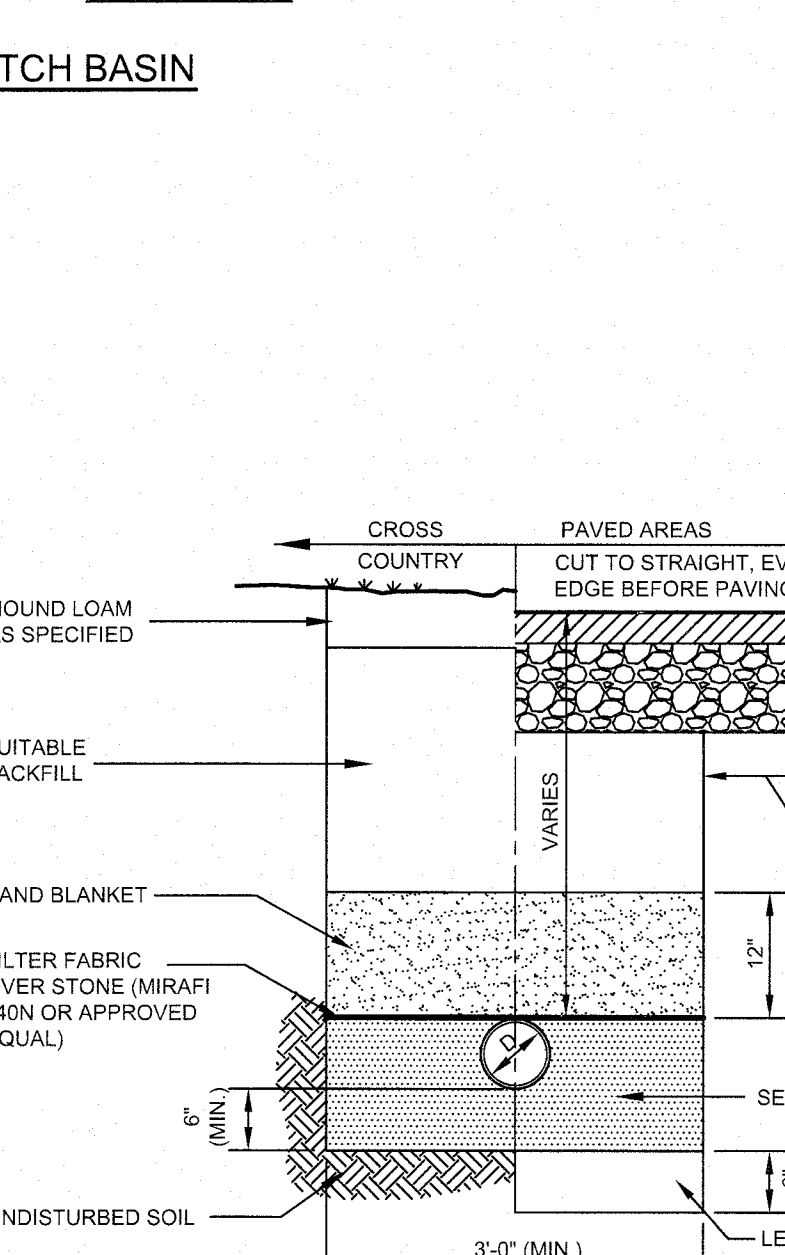 TCH BASIN
CROSS
COUNTRY
PAVED AREAS
CUT TO STRAIGHT, EV
EDGE BEFORE PAVING
OUND LOAM
S SPECIFIED
UITABLE
ACKFILL
VARIES
AND BLANKET
12"
ILTER FABRIC
VER STONE (MIRAFI
40N OR APPROVED
QUAL)
D
6"
(MIN.)
SE
NDISTURBED SOIL
LE
3'-0" (MIN.)